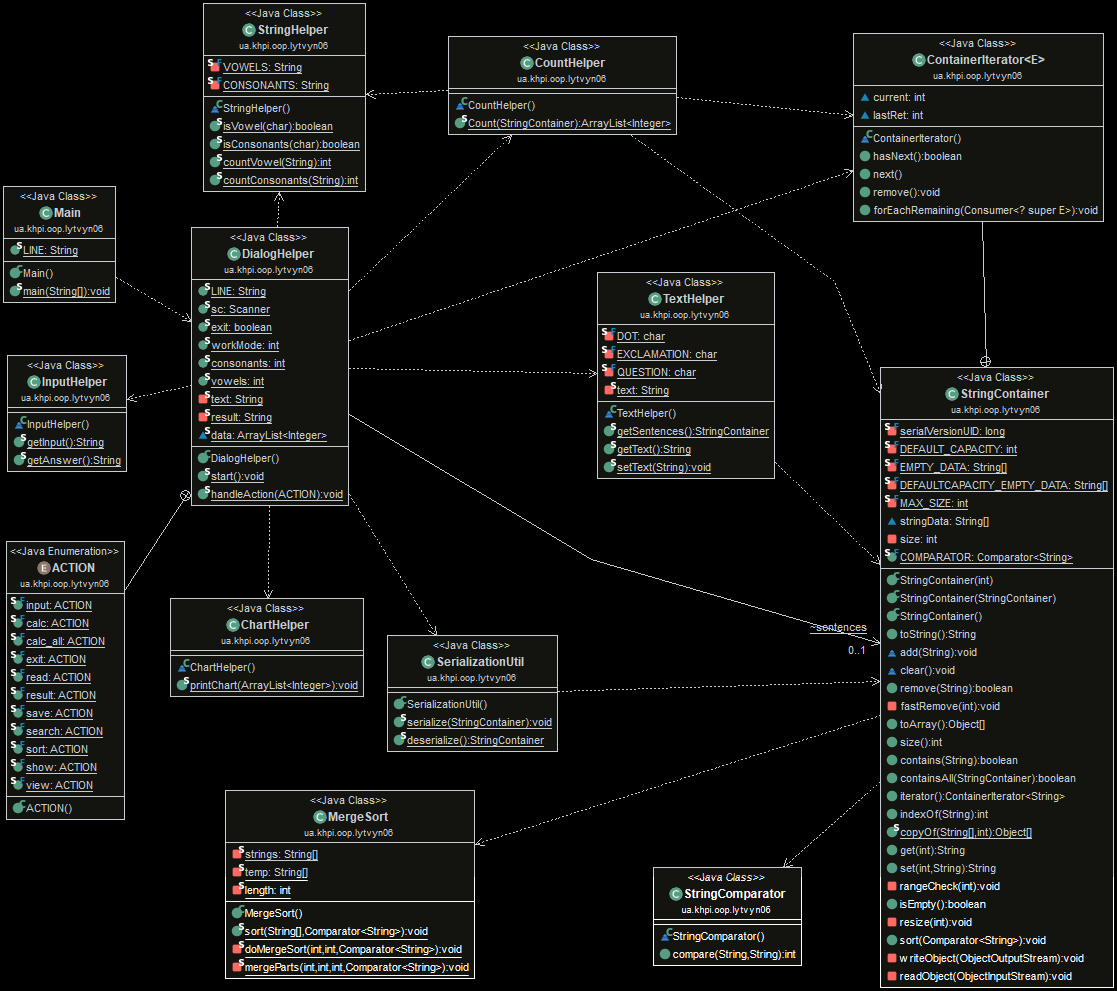 <<Java Class>>
StringHelper
ua.khpi.oop.lytvyn06
VOWELS: String
CONSONANTS: String
StringHelper()
isVowel(char):boolean
isConsonants(char):boolean
countVowel(String):int
countConsonants(String):int
<<Java Class>>
CountHelper
ua.khpi.oop.lytvyn06
CountHelper()
Count(StringContainer):ArrayList<Integer>
<<Java Class>>
ContainerIterator<E>
ua.khpi.oop.lytvyn06
current: int
lastRet: int
ContainerIterator()
hasNext():boolean
next()
remove():void
forEachRemaining(Consumer<? super E>):void
<<Java Class>>
Main
ua.khpi.oop.lytvyn06
LINE: String
Main()
main(String[]):void
<<Java Class>>
DialogHelper
ua.khpi.oop.lytvyn06
LINE: String
sc: Scanner
exit: boolean
workMode: int
consonants: int
vowels: int
text: String
result: String
data: ArrayList<Integer>
DialogHelper()
start():void
handleAction(ACTION):void
<<Java Class>>
TextHelper
ua.khpi.oop.lytvyn06
DOT: char
EXCLAMATION: char
QUESTION: char
text: String
TextHelper()
getSentences():StringContainer
getText():String
setText(String):void
<<Java Class>>
InputHelper
ua.khpi.oop.lytvyn06
InputHelper()
getInput():String
getAnswer():String
<<Java Class>>
StringContainer
ua.khpi.oop.lytvyn06
serialVersionUID: long
DEFAULT_CAPACITY: int
EMPTY_DATA: String[]
DEFAULTCAPACITY_EMPTY_DATA: String[]
MAX_SIZE: int
stringData: String[]
size: int
COMPARATOR: Comparator<String>
StringContainer(int)
StringContainer(StringContainer)
StringContainer()
toString():String
add(String):void
clear():void
remove(String):boolean
fastRemove(int):void
toArray():Object[]
size():int
contains(String):boolean
containsAll(StringContainer):boolean
iterator():ContainerIterator<String>
indexOf(String):int
copyOf(String[],int):Object[]
get(int):String
set(int,String):String
rangeCheck(int):void
isEmpty():boolean
resize(int):void
sort(Comparator<String>):void
writeObject(ObjectOutputStream):void
readObject(ObjectInputStream):void
~sentences
0..1
<<Java Enumeration>>
ACTION
ua.khpi.oop.lytvyn06
input: ACTION
calc: ACTION
calc_all: ACTION
exit: ACTION
read: ACTION
result: ACTION
save: ACTION
search: ACTION
sort: ACTION
show: ACTION
view: ACTION
ACTION()
<<Java Class>>
ChartHelper
ua.khpi.oop.lytvyn06
ChartHelper()
printChart(ArrayList<Integer>):void
<<Java Class>>
SerializationUtil
ua.khpi.oop.lytvyn06
SerializationUtil()
serialize(StringContainer):void
deserialize():StringContainer
<<Java Class>>
MergeSort
ua.khpi.oop.lytvyn06
strings: String[]
temp: String[]
length: int
MergeSort()
sort(String[],Comparator<String>):void
doMergeSort(int,int,Comparator<String>):void
mergeParts(int,int,int,Comparator<String>):void
<<Java Class>>
StringComparator
ua.khpi.oop.lytvyn06
StringComparator()
compare(String,String):int